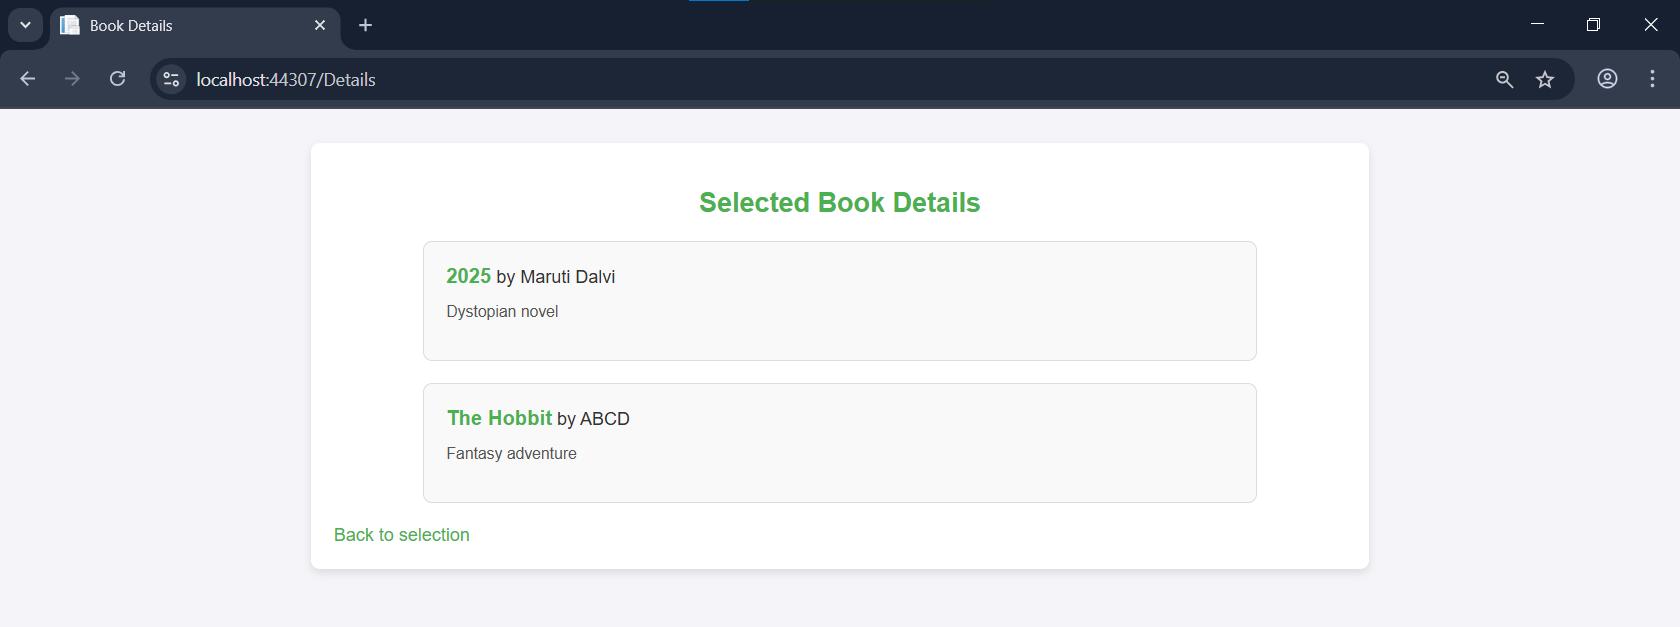 Book Details
localhost:44307/Details
Selected Book Details
2025 by Maruti Dalvi
Dystopian novel
The Hobbit by ABCD
Fantasy adventure
Back to selection